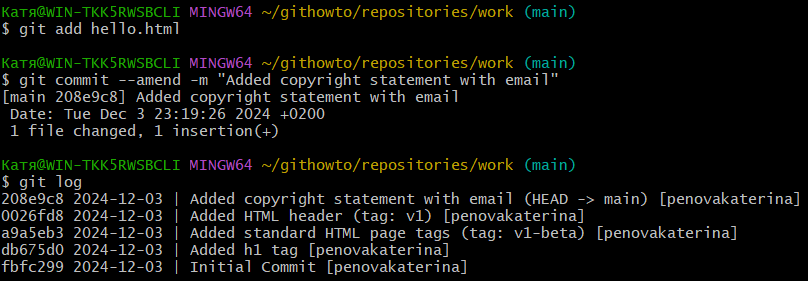 Катя@WIN-TKK5RWSBCLI MINGW64 ~/githowto/repositories/work (main)
$ git add hello.html
Катя@WIN-TKK5RWSBCLI MINGW64 ~/githowto/repositories/work (main)
$ git commit --amend -m "Added copyright statement with email"
[main 208e9c8] Added copyright statement with email
 Date: Tue Dec 3 23:19:26 2024 +0200
 1 file changed, 1 insertion(+)
Катя@WIN-TKK5RWSBCLI MINGW64 ~/githowto/repositories/work (main)
$ git log
208e9c8 2024-12-03 | Added copyright statement with email (HEAD -> main) [penovakaterina]
0026fd8 2024-12-03 | Added HTML header (tag: v1) [penovakaterina]
a9a5eb3 2024-12-03 | Added standard HTML page tags (tag: v1-beta) [penovakaterina]
db675d0 2024-12-03 | Added h1 tag [penovakaterina]
fbfc299 2024-12-03 | Initial Commit [penovakaterina]